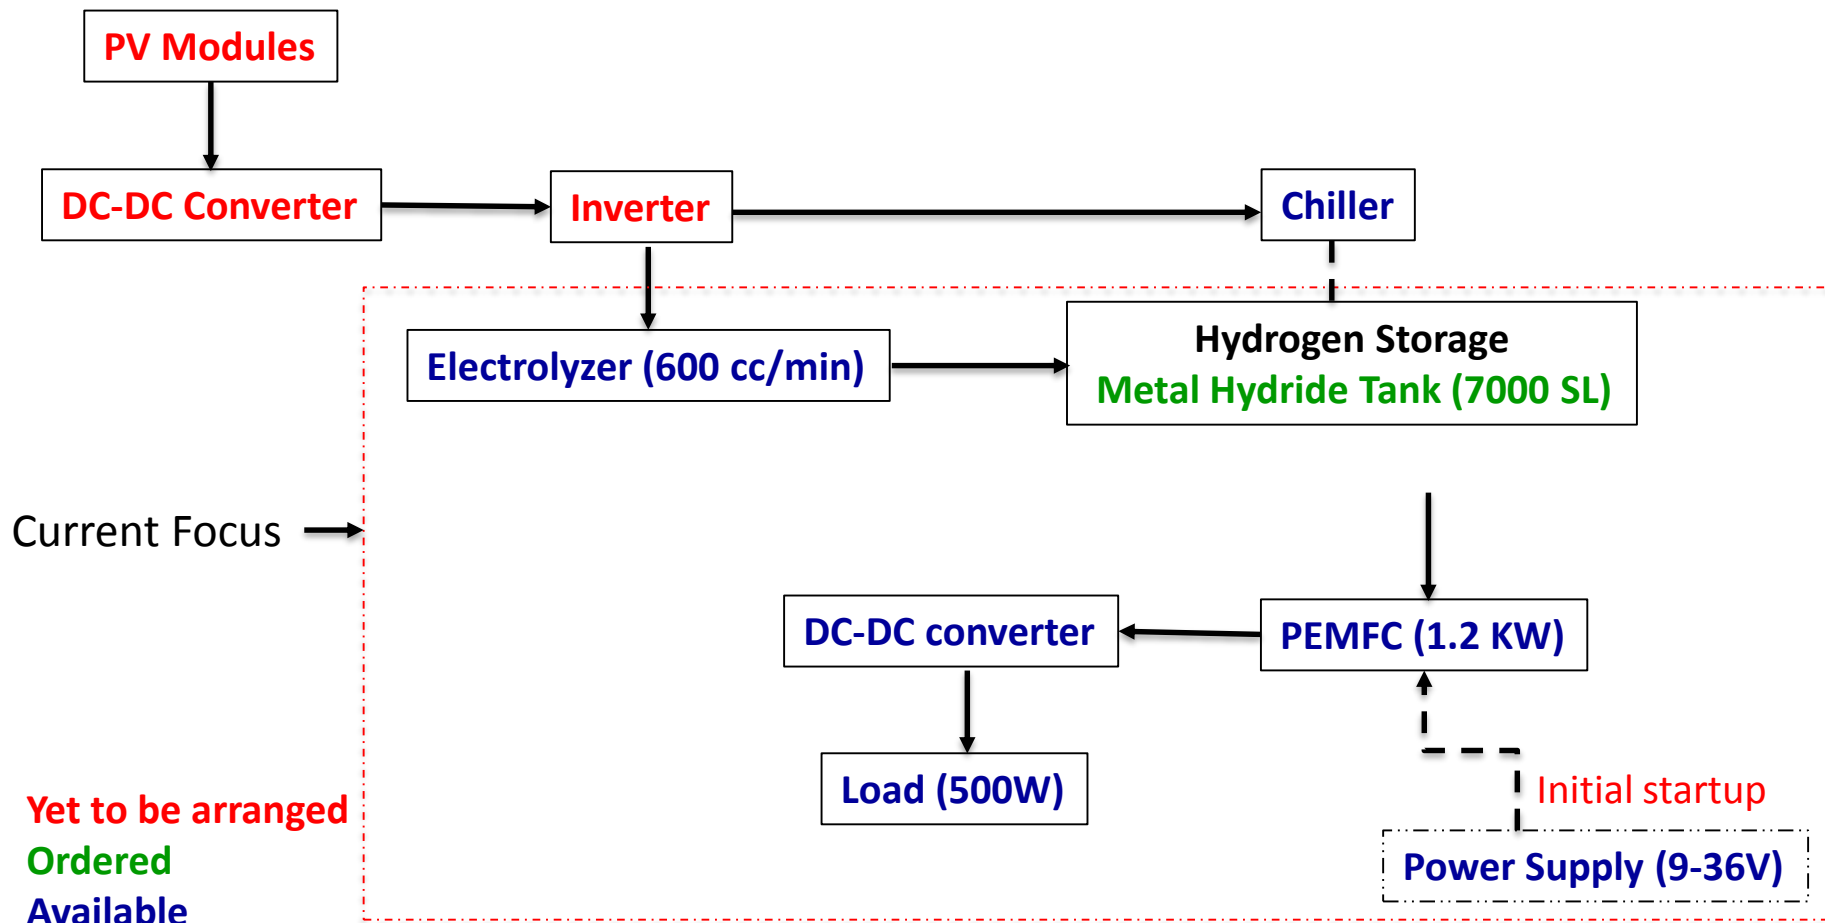 PV Modules
DC-DC Converter
Inverter
Chiller
Electrolyzer (600 cc/min)
Hydrogen Storage
Metal Hydride Tank (7000 SL)
Current Focus
DC-DC converter
PEMFC (1.2 KW)
Load (500W)
Initial startup
Power Supply (9-36V)
Yet to be arranged
Ordered
Available